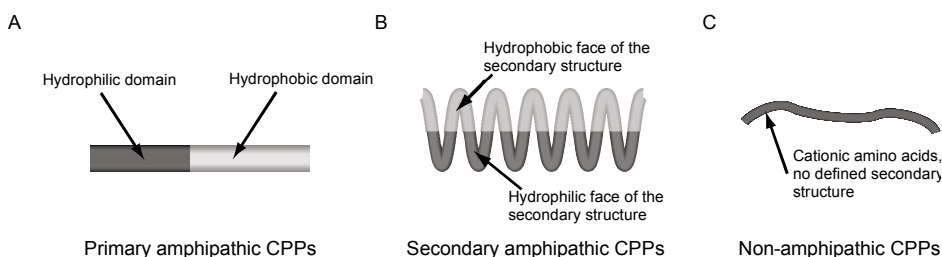 A
Hydrophilic domain
Hydrophobic domain
Primary amphipathic CPPs
B
Hydrophobic face of the
secondary structure
Hydrophilic face of the
secondary structure
Secondary amphipathic CPPs
C
Cationic amino acids,
no defined secondary
structure
Non-amphipathic CPPs